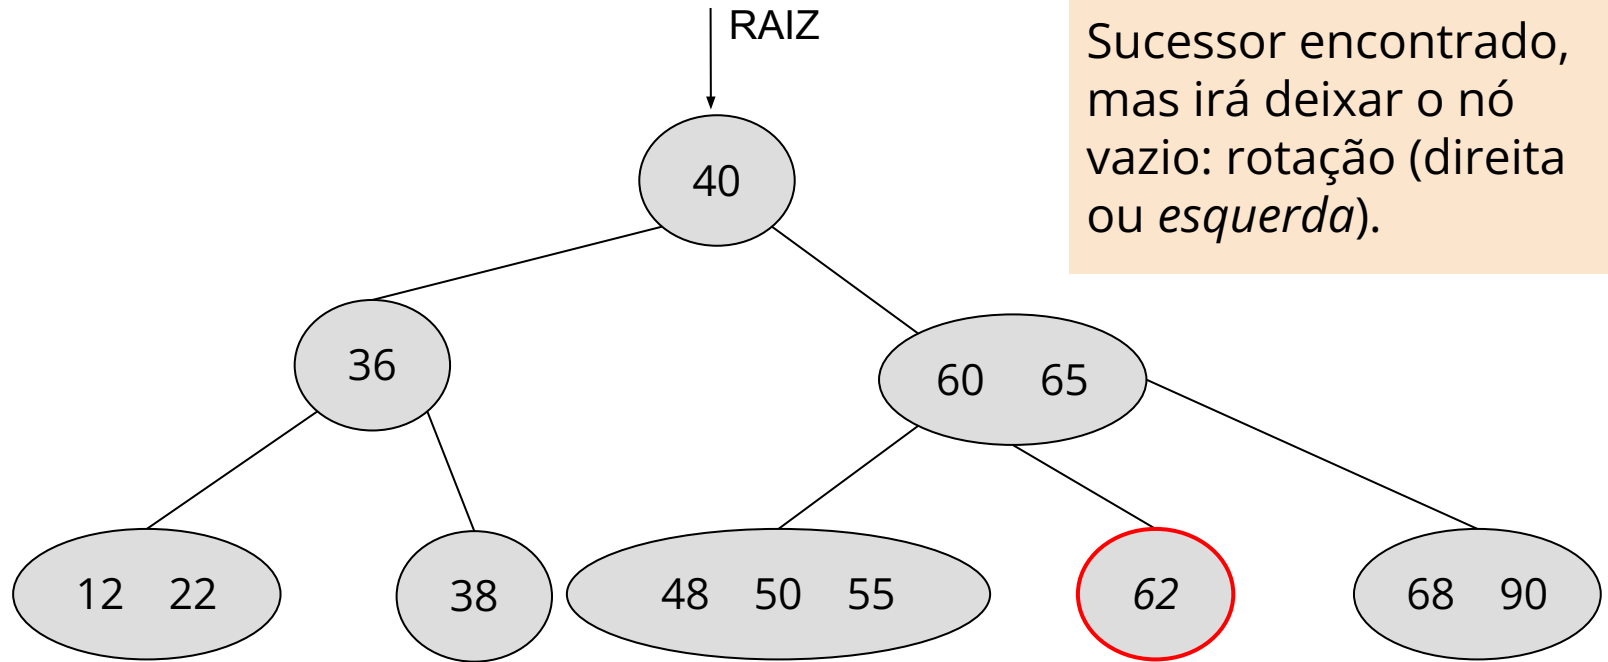 RAIZ
Sucessor encontrado,
mas irá deixar o nó
vazio: rotação (direita
ou esquerda).
40
36
60 65
12 22
38
48 50 55
62
68 90